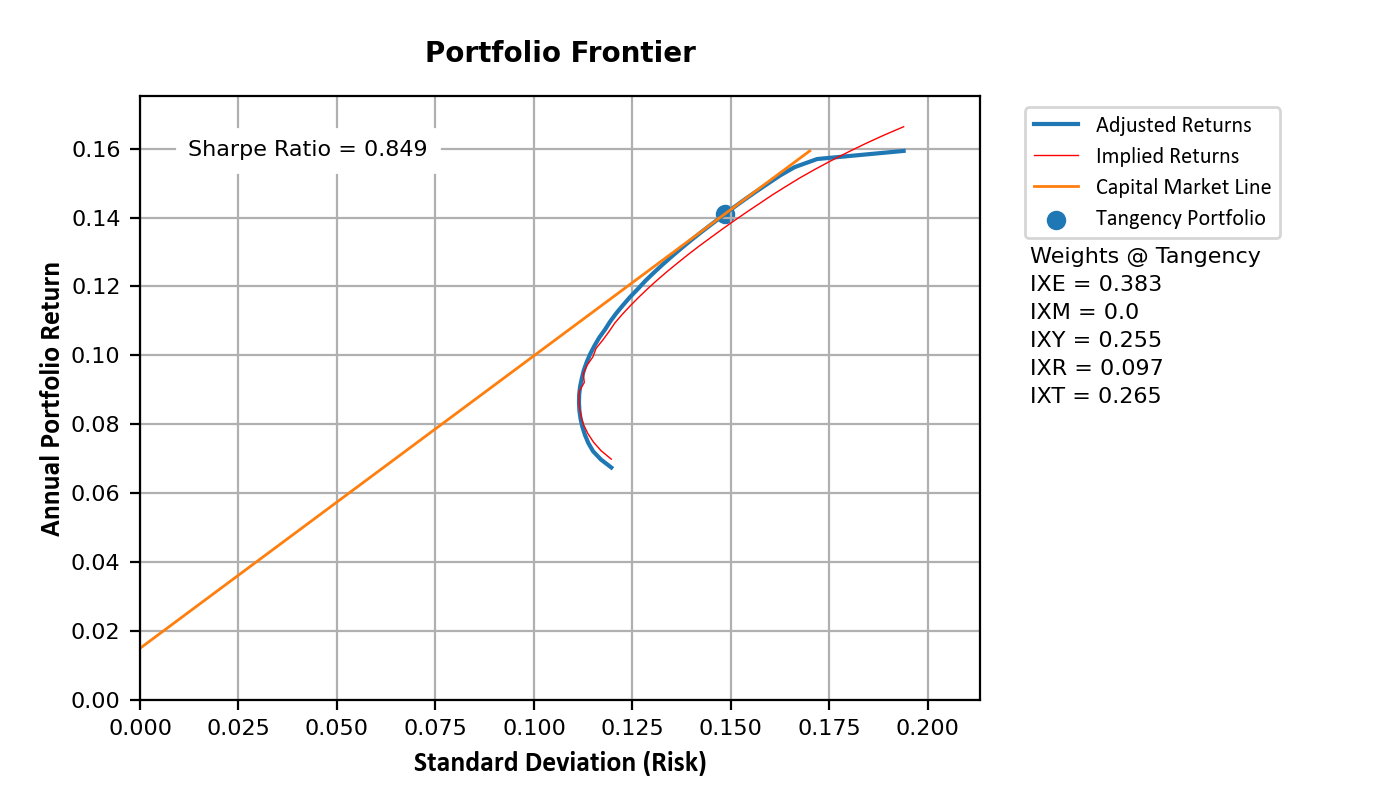 Portfolio Frontier
Sharpe Ratio = 0.849
Annual Portfolio Return
0.16
0.14
0.12
0.10
0.08
0.06
0.04
0.02
0.00
0.000 0.025 0.050 0.075 0.100 0.125 0.150 0.175 0.200
Standard Deviation (Risk)
Adjusted Returns
Implied Returns
Capital Market Line
Tangency Portfolio
Weights @ Tangency
IXE = 0.383
IXM = 0.0
IXY = 0.255
IXR = 0.097
IXT = 0.265